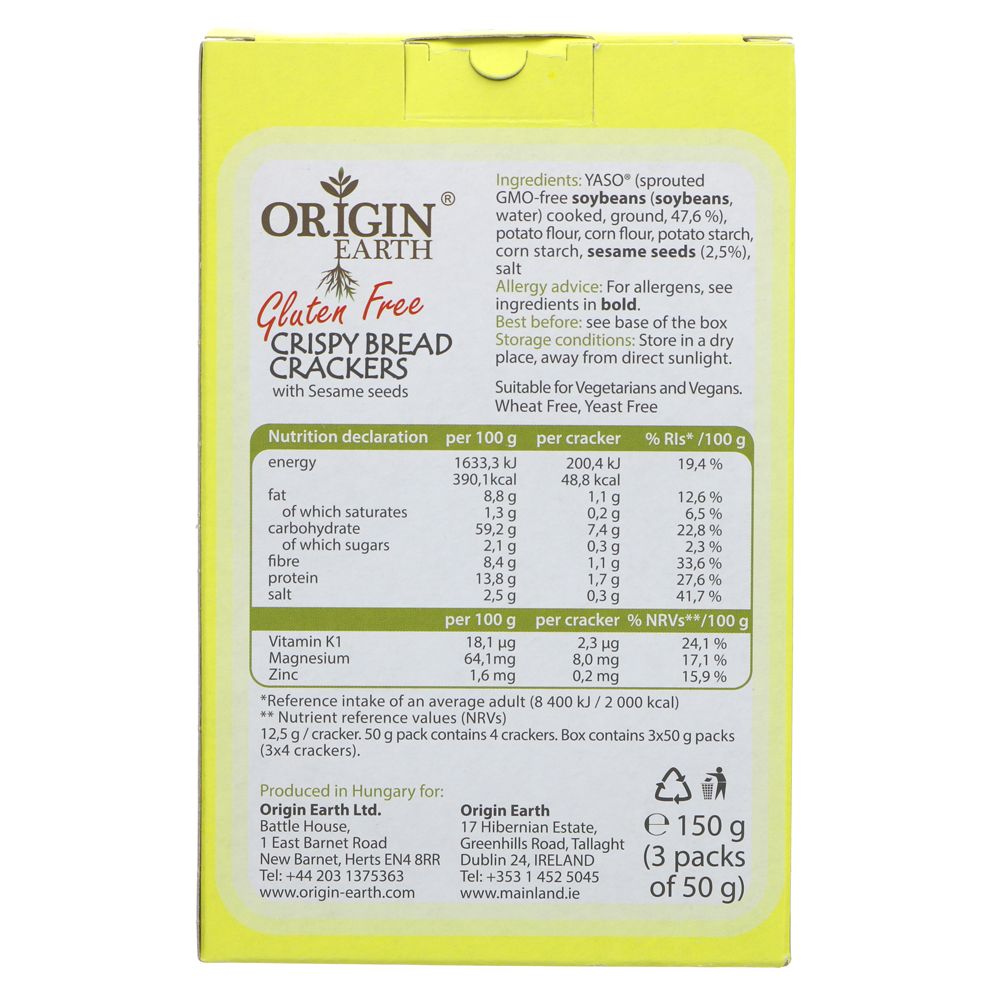 ORIGIN®
EARTH
Gluten Free
CRISPY BREAD
CRACKERS
with Sesame seeds
Ingredients: YASO® (sprouted
GMO-free soybeans (soybeans,
water) cooked, ground, 47,6 %),
potato flour, corn flour, potato starch,
corn starch, sesame seeds (2,5%),
salt
Allergy advice: For allergens, see
ingredients in bold.
Best before: see base of the box
Storage conditions: Store in a dry
place, away from direct sunlight.
Suitable for Vegetarians and Vegans.
Wheat Free, Yeast Free
Nutrition declaration per 100 g per cracker % RIs* /100 g
energy 1633,3 kJ 200,4 kJ 19,4 %
390,1kcal 48,8 kcal
fat 8,8 g 1,1 g 12,6 %
of which saturates 1,3 g 0,2 g 6,5 %
carbohydrate 59,2 g 7,4 g 22,8 %
of which sugars 2,1 g 0,3 g 2,3 %
fibre 8,4 g 1,1 g 33,6 %
protein 13,8 g 1,7 g 27,6 %
salt 2,5 g 0,3 g 41,7 %
per 100 g per cracker % NRVs**/100 g
Vitamin K1 18,1 µg 2,3 µg 24,1 %
Magnesium 64,1mg 8,0 mg 17,1 %
Zinc 1,6 mg 0,2 mg 15,9 %
*Reference intake of an average adult (8 400 kJ / 2 000 kcal)
** Nutrient reference values (NRVs)
12,5 g / cracker. 50 g pack contains 4 crackers. Box contains 3x50 g packs
(3x4 crackers).
Produced in Hungary for:
Origin Earth Ltd.
Battle House,
1 East Barnet Road
New Barnet, Herts EN4 8RR
Tel: +44 203 1375363
www.origin-earth.com
Origin Earth
17 Hibernian Estate,
Greenhills Road, Tallaght
Dublin 24, IRELAND
Tel: +353 1 452 5045
www.mainland.ie
℮ 150 g
(3 packs
of 50 g)